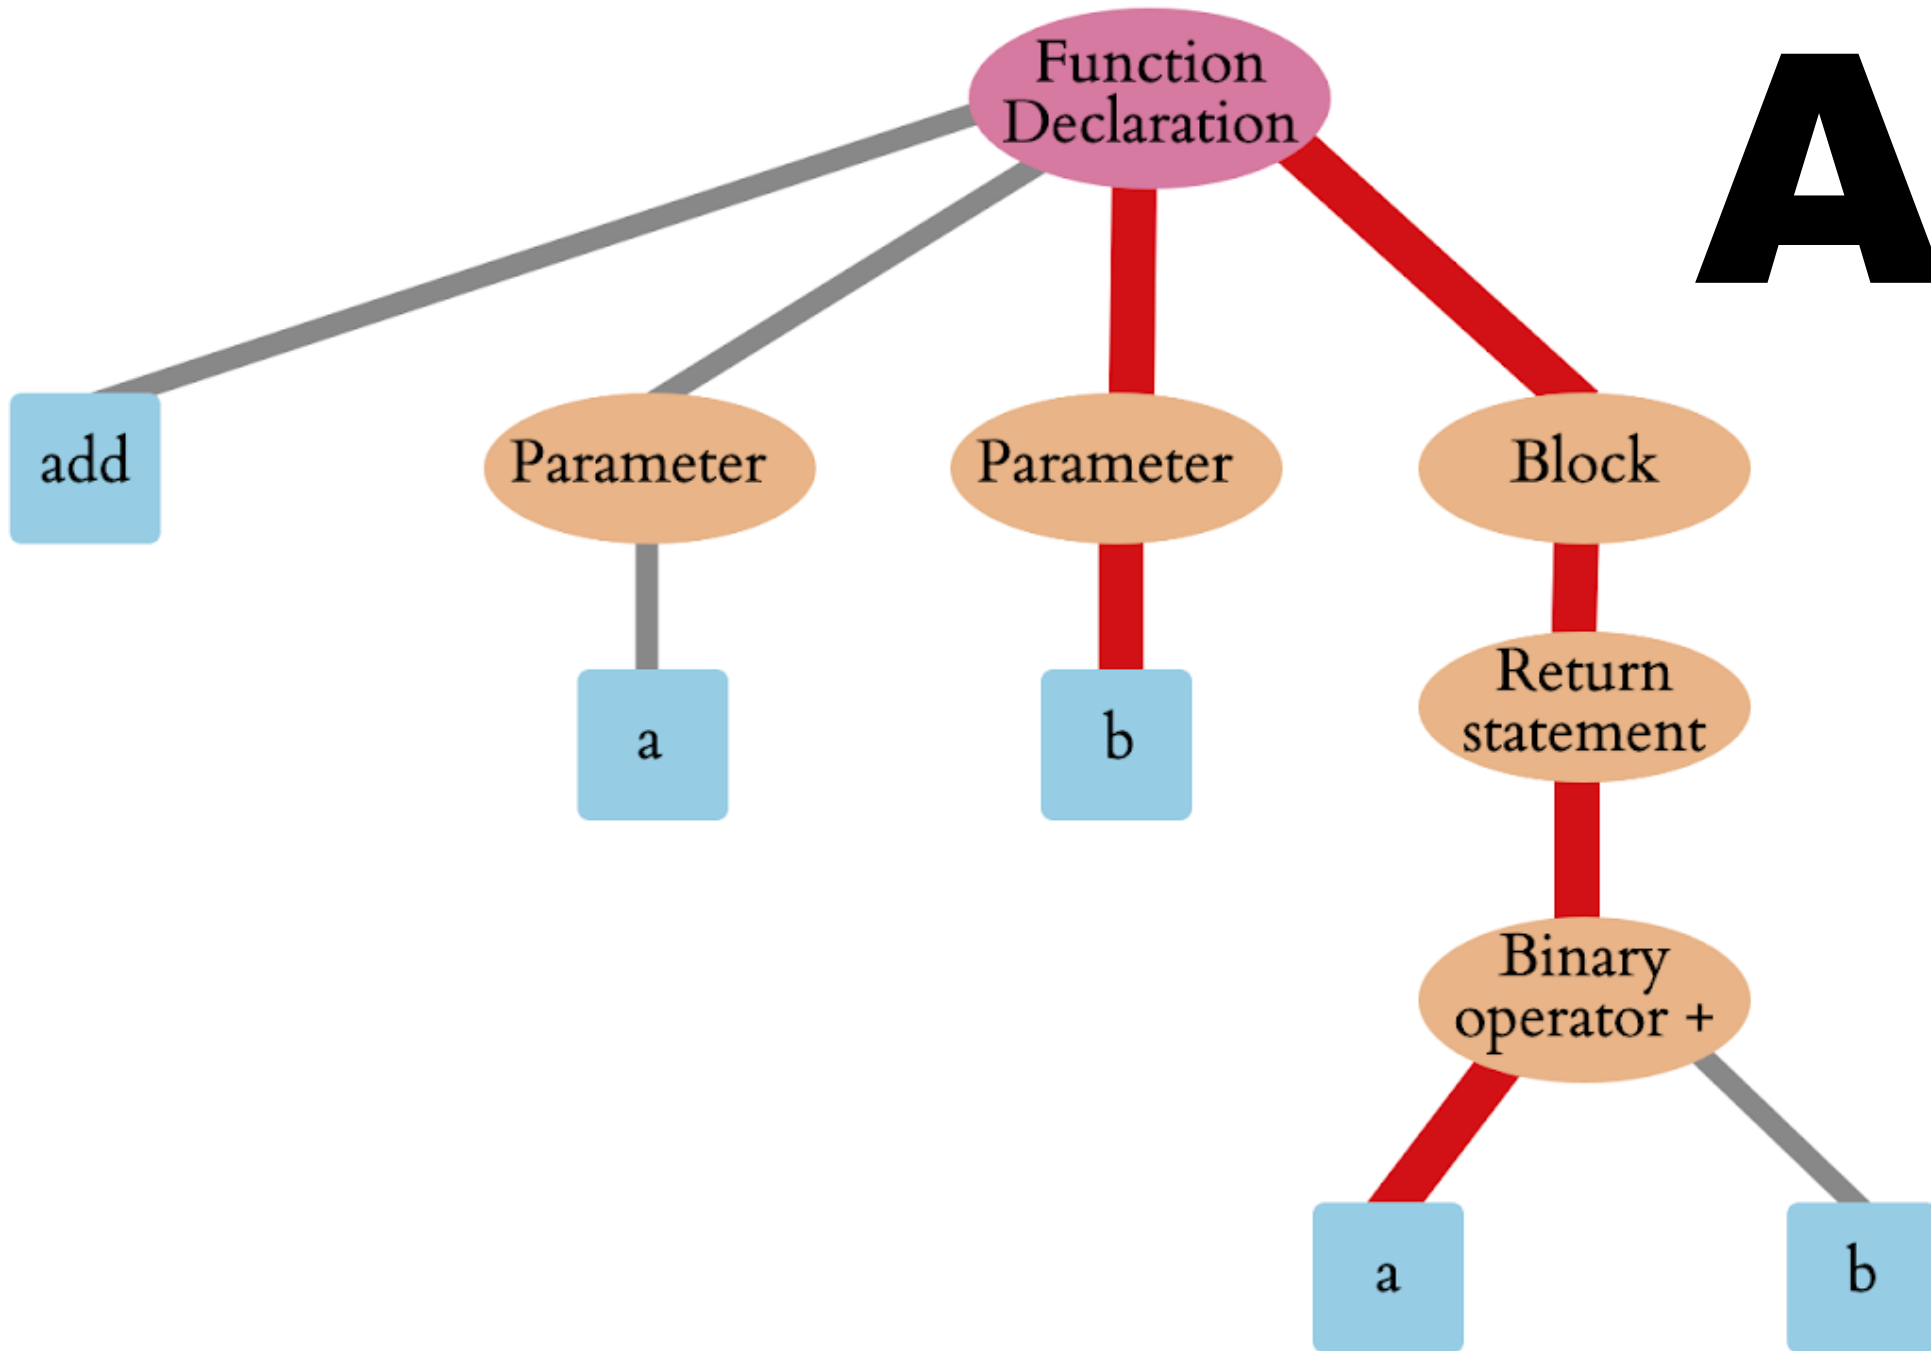 Function
Declaration
A
add
Parameter
Parameter
Block
a
b
Return
statement
Binary
operator +
a
b